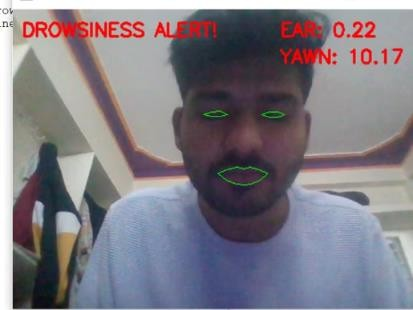 DROWSINESS ALERT!
EAR: 0.22
YAWN: 10.17